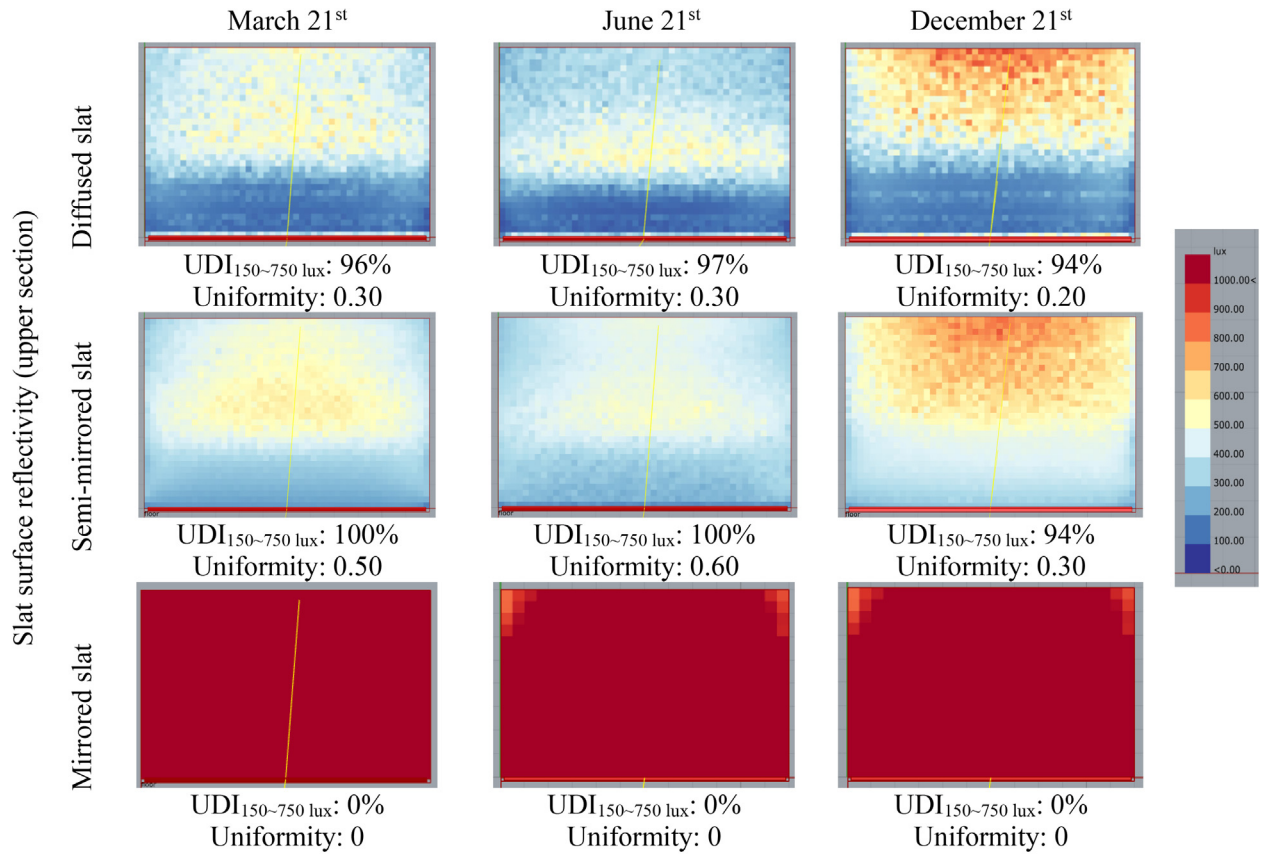 March 21st
June 21st
December 21st
Slat surface reflectivity (upper section)
Diffused slat
UDI150~750 lux: 96%
Uniformity: 0.30
UDI150~750 lux: 97%
Uniformity: 0.30
UDI150~750 lux: 94%
Uniformity: 0.20
Semi-mirrored slat
floor
floor
floor
UDI150~750 lux: 100%
Uniformity: 0.50
UDI150~750 lux: 100%
Uniformity: 0.60
UDI150~750 lux: 94%
Uniformity: 0.30
Mirrored slat
UDI150~750 lux: 0%
Uniformity: 0
UDI150~750 lux: 0%
Uniformity: 0
UDI150~750 lux: 0%
Uniformity: 0
lux
1000.00<
900.00
800.00
700.00
600.00
500.00
400.00
300.00
200.00
100.00
<0.00